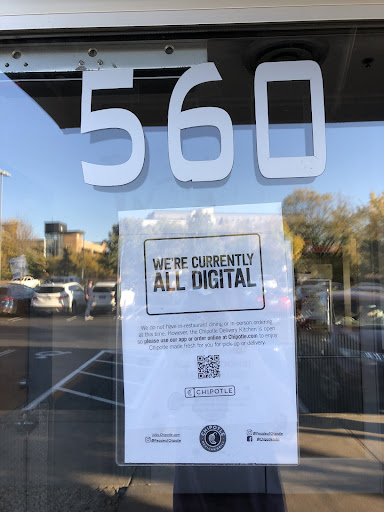 560
WE'RE CURRENTLY
ALL DIGITAL
We do not have in-restaurant dining or in-person ordering
at this time. However, the Chipotle Delivery Kitchen is open
so please use our app or order online at Chipotle.com to enjoy
Chipotle made fresh for you for pick-up or delivery.
CHIPOTLE
CHIPOTLE